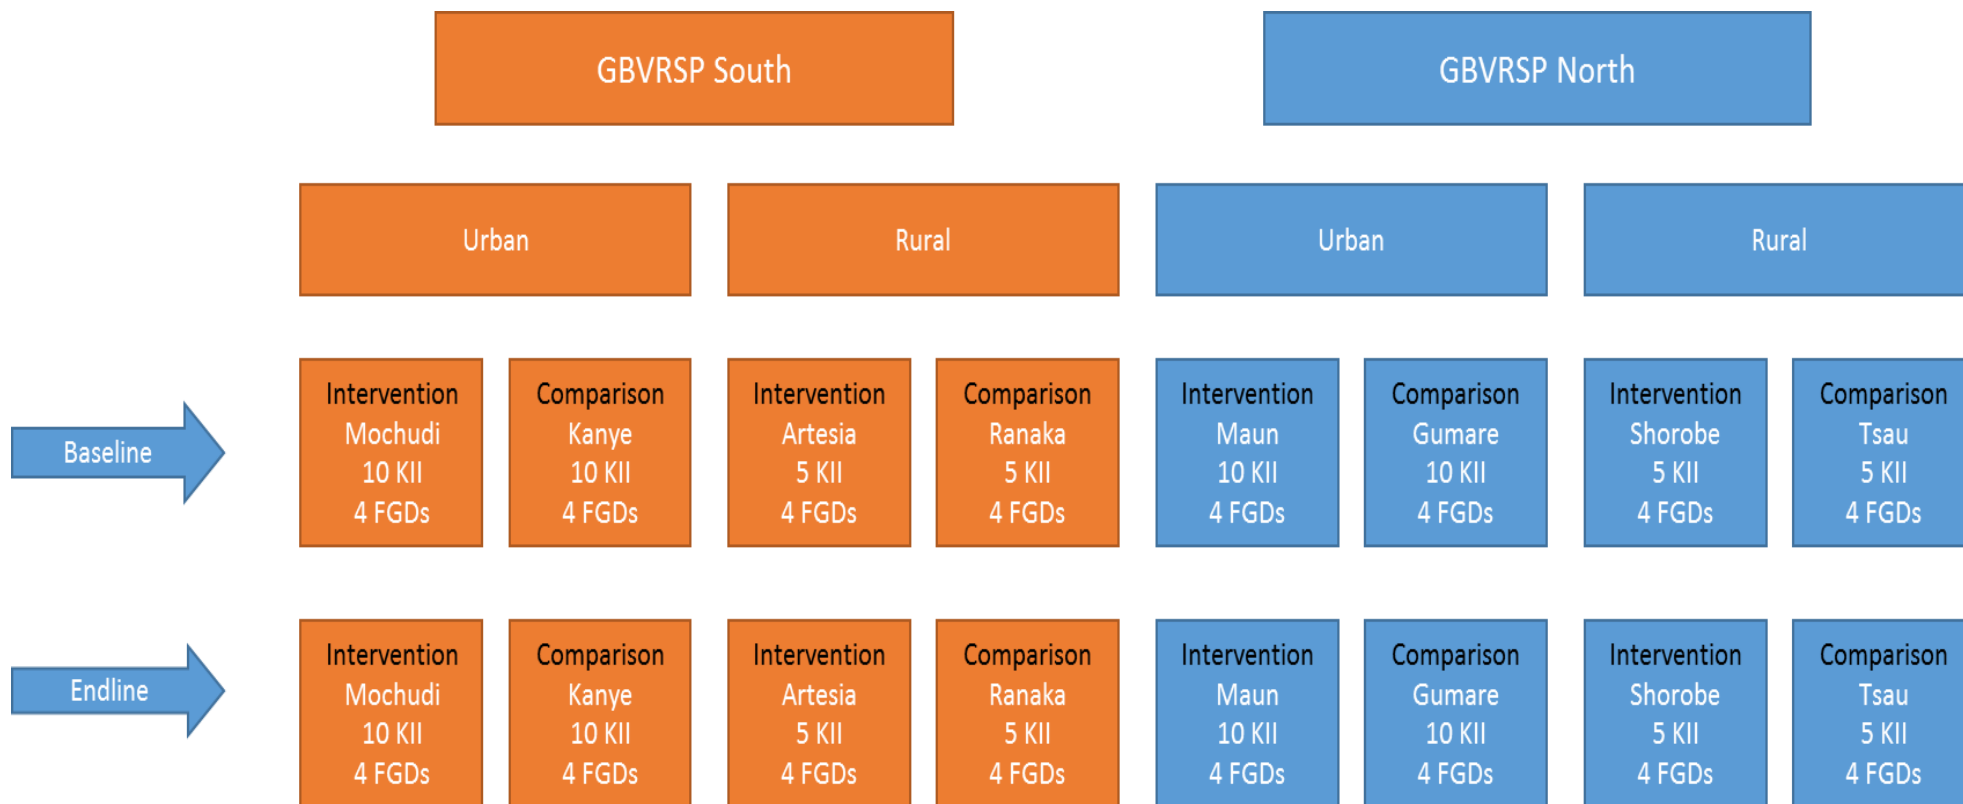 GBVRSP South
GBVRSP North
Urban
Rural
Urban
Rural
Baseline
Intervention
Mochudi
10 KII
4 FGDs
Comparison
Kanye
10 KII
4 FGDs
Intervention
Artesia
5 KII
4 FGDs
Comparison
Ranaka
5 KII
4 FGDs
Intervention
Maun
10 KII
4 FGDs
Comparison
Gumare
10 KII
4 FGDs
Intervention
Shorobe
5 KII
4 FGDs
Comparison
Tsau
5 KII
4 FGDs
Endline
Intervention
Mochudi
10 KII
4 FGDs
Comparison
Kanye
10 KII
4 FGDs
Intervention
Artesia
5 KII
4 FGDs
Comparison
Ranaka
5 KII
4 FGDs
Intervention
Maun
10 KII
4 FGDs
Comparison
Gumare
10 KII
4 FGDs
Intervention
Shorobe
5 KII
4 FGDs
Comparison
Tsau
5 KII
4 FGDs